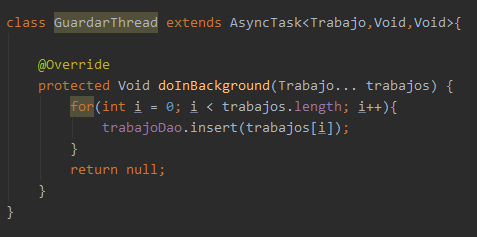 class GuardarThread extends AsyncTask<Trabajo,Void,Void>{
@Override
protected Void doInBackground(Trabajo... trabajos) {
for(int i = 0; i < trabajos.length; i++){
trabajoDao.insert(trabajos[i]);
}
return null;
}
}